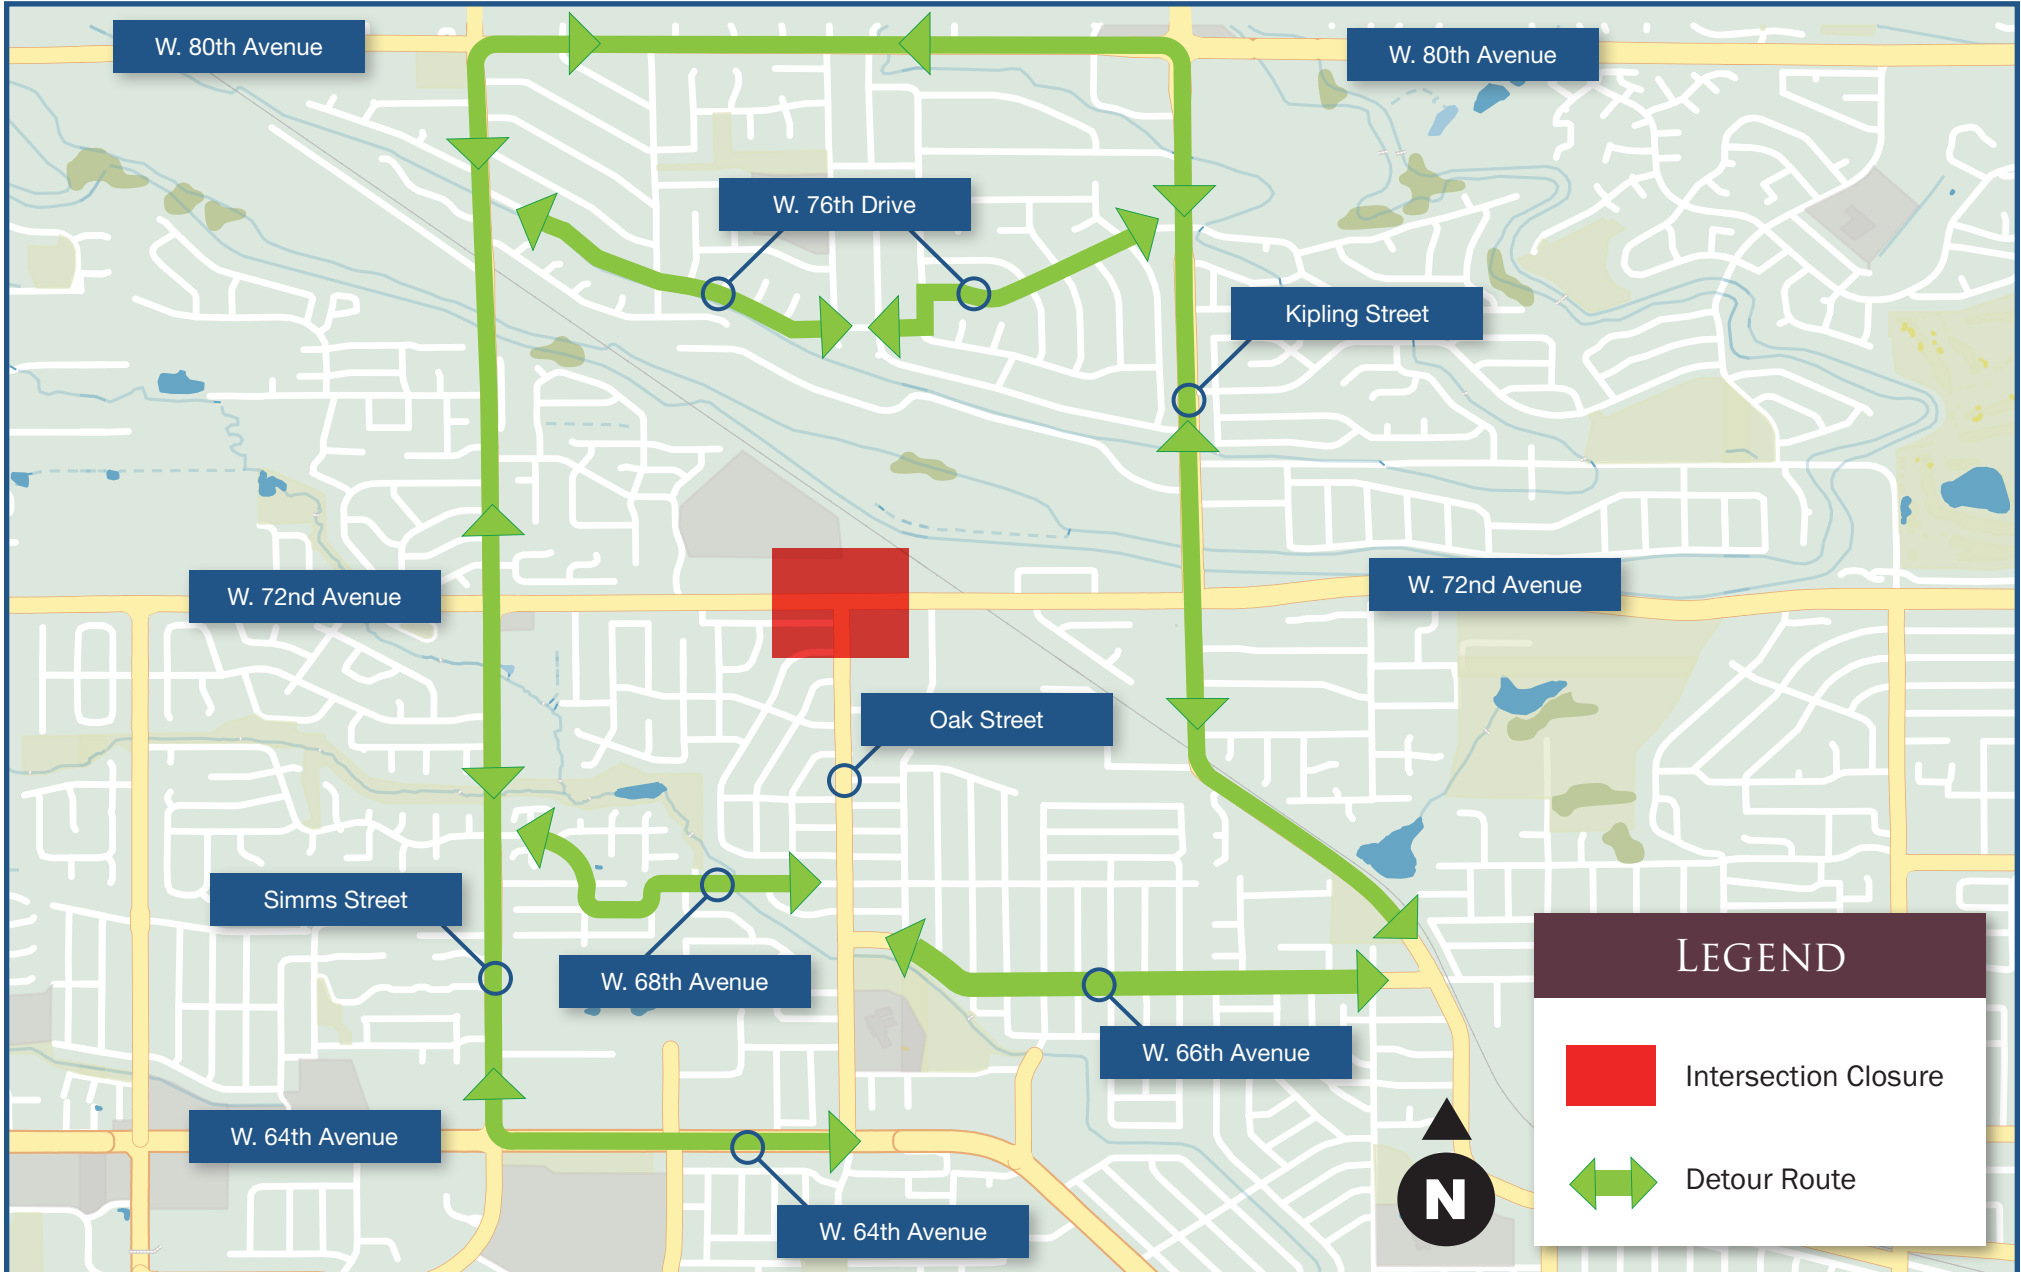 W. 80th Avenue
W. 80th Avenue
W. 76th Drive
Kipling Street
W. 72nd Avenue
W. 72nd Avenue
Oak Street
Simms Street
W. 68th Avenue
W. 66th Avenue
W. 64th Avenue
W. 64th Avenue
N
LEGEND
Intersection Closure
Detour Route